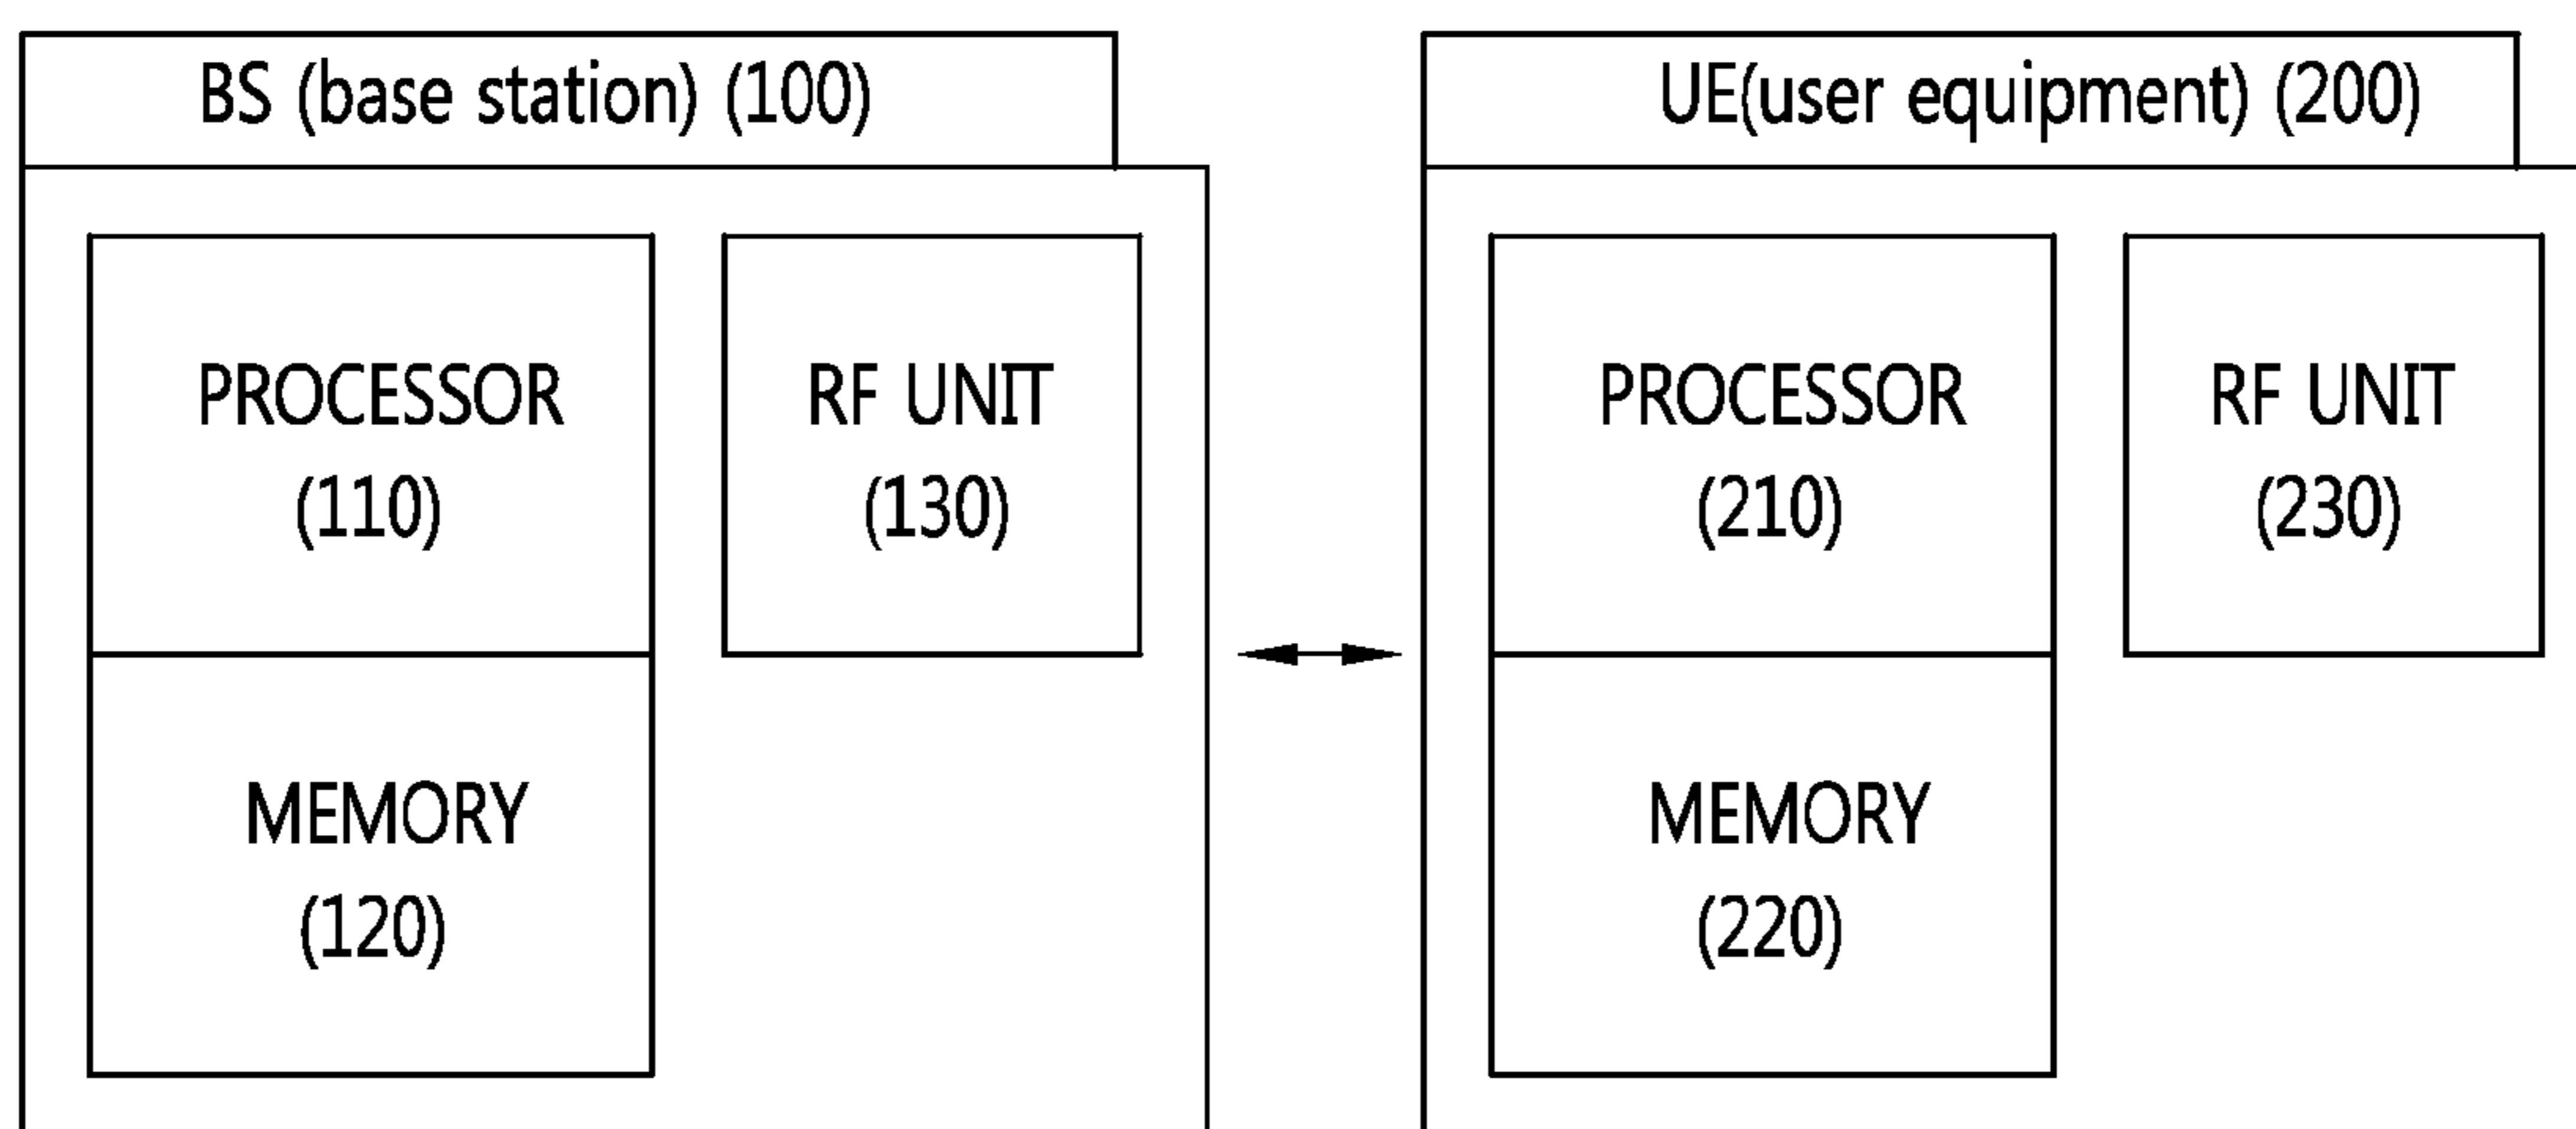 BS (base station) (100)
PROCESSOR
(110)
RF UNIT
(130)
MEMORY
(120)
UE(user equipment) (200)
PROCESSOR
(210)
RF UNIT
(230)
MEMORY
(220)